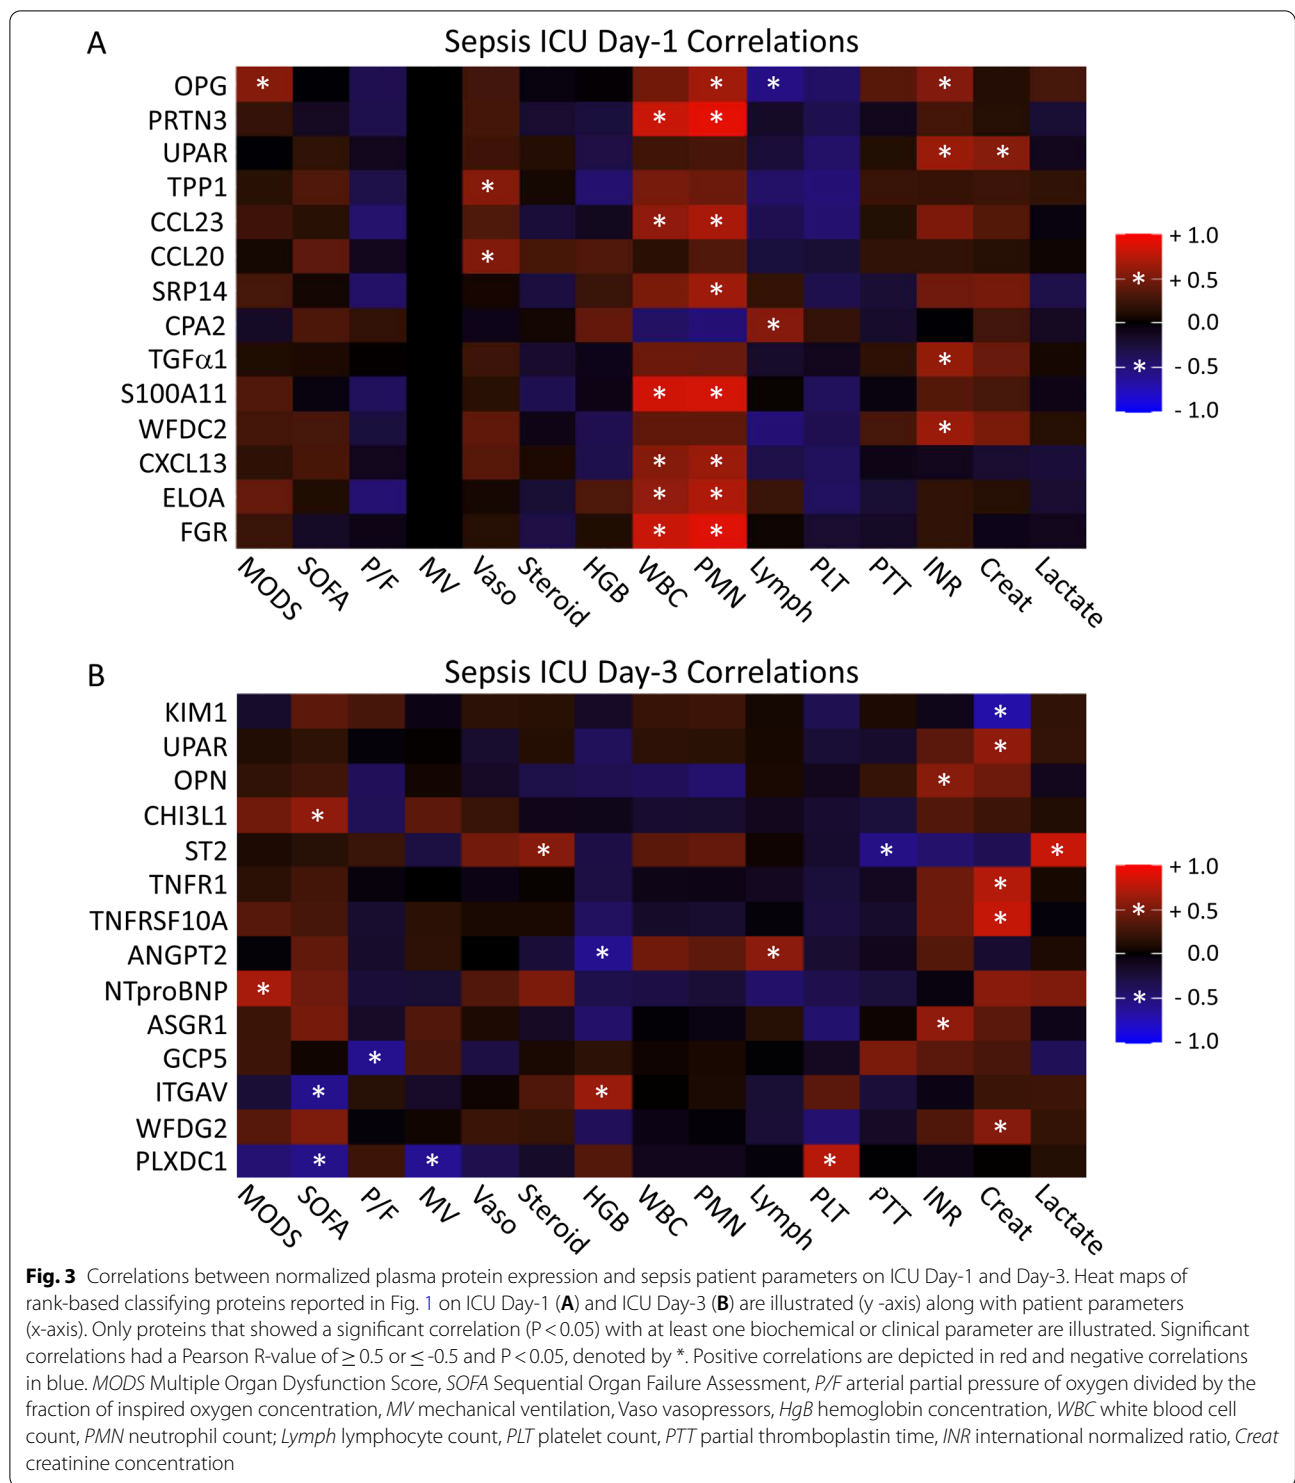 A
Sepsis ICU Day-1 Correlations
OPG * * * *
PRTN3 * *
UPAR * *
TPP1 *
CCL23 * *
CCL20 *
SRP14 *
CPA2 *
TGFα1 *
S100A11 * *
WFDC2 *
CXCL13 * *
ELOA * *
FGR * *
MODS SOFA P/F MV Vaso Steroid HGB WBC PMN Lymph PLT PTT INR Creat Lactate
+ 1.0
* + 0.5
0.0
* - 0.5
- 1.0
B
Sepsis ICU Day-3 Correlations
KIM1 *
UPAR *
OPN *
CHI3L1 *
ST2 * * *
TNFR1 *
TNFRSF10A *
ANGPT2 * *
NTproBNP *
ASGR1 *
GCP5 *
ITGAV * *
WFDG2 *
PLXDC1 * * *
MODS SOFA P/F MV Vaso Steroid HGB WBC PMN Lymph PLT PTT INR Creat Lactate
+ 1.0
* + 0.5
0.0
* - 0.5
- 1.0
Fig. 3 Correlations between normalized plasma protein expression and sepsis patient parameters on ICU Day-1 and Day-3. Heat maps of
rank-based classifying proteins reported in Fig. 1 on ICU Day-1 (A) and ICU Day-3 (B) are illustrated (y -axis) along with patient parameters
(x-axis). Only proteins that showed a significant correlation (P < 0.05) with at least one biochemical or clinical parameter are illustrated. Significant
correlations had a Pearson R-value of ≥ 0.5 or ≤ -0.5 and P < 0.05, denoted by *. Positive correlations are depicted in red and negative correlations
in blue. MODS Multiple Organ Dysfunction Score, SOFA Sequential Organ Failure Assessment, P/F arterial partial pressure of oxygen divided by the
fraction of inspired oxygen concentration, MV mechanical ventilation, Vaso vasopressors, HgB hemoglobin concentration, WBC white blood cell
count, PMN neutrophil count; Lymph lymphocyte count, PLT platelet count, PTT partial thromboplastin time, INR international normalized ratio, Creat
creatinine concentration